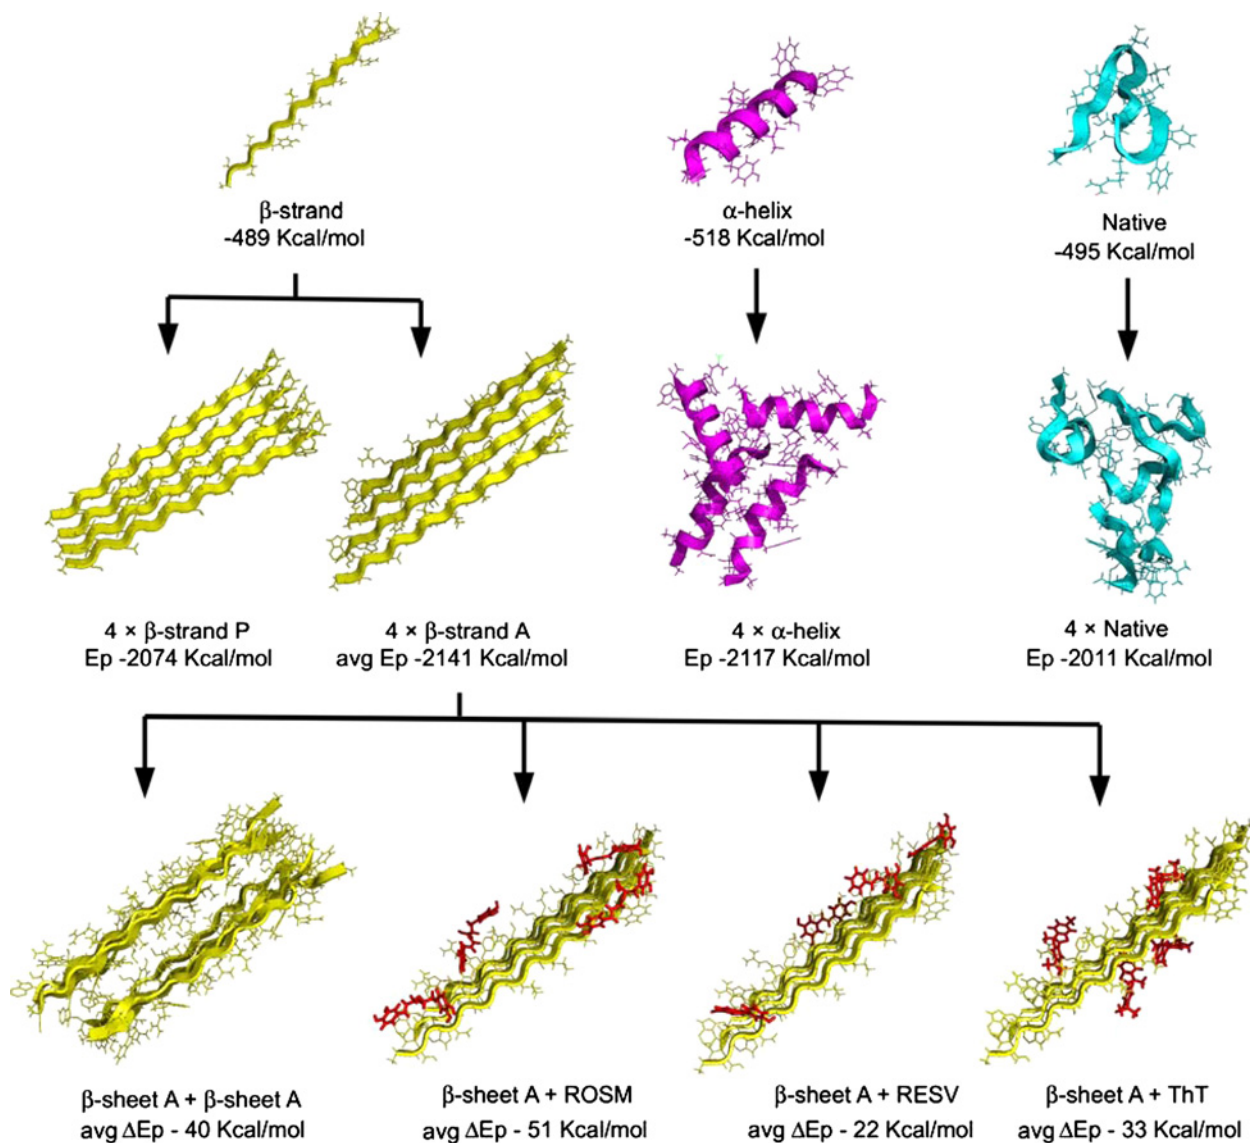 β-strand
-489 Kcal/mol
α-helix
-518 Kcal/mol
Native
-495 Kcal/mol
4 × β-strand P
Ep -2074 Kcal/mol
4 × β-strand A
avg Ep -2141 Kcal/mol
4 × α-helix
Ep -2117 Kcal/mol
4 × Native
Ep -2011 Kcal/mol
β-sheet A + β-sheet A
avg ΔEp - 40 Kcal/mol
β-sheet A + ROSM
avg ΔEp - 51 Kcal/mol
β-sheet A + RESV
avg ΔEp - 22 Kcal/mol
β-sheet A + ThT
avg ΔEp - 33 Kcal/mol